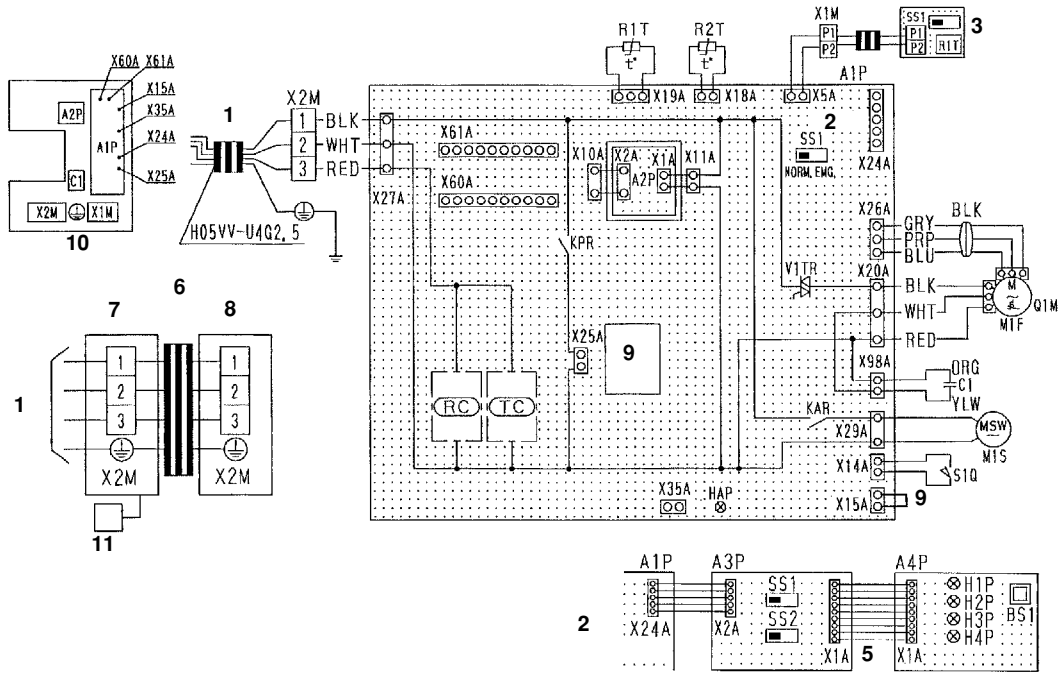 X60A X61A
X15A
X35A
X24A
X25A
A2P
A1P
C1
X2M X1M
10
1
H05VV-U4G2,5
X2M
1 BLK
2 WHT
3 RED
X27A
R1T
t°
X19A
R2T
t°
X18A
X1M
P1
P2
X5A
SS1
P1
P2
R1T
3
A1P
2
SS1
NORM. EMG.
X24A
X61A
X60A
X10A
X2A
A2P
X1A
X11A
KPR
X25A
9
RC
TC
V1TR
X26A
GRY
PRP
BLU
BLK
X20A
BLK
WHT
RED
M
~
M1F
Q1M
X98A
ORG
C1
YLW
KAR
X29A
MSW
M1S
X14A
S1Q
X15A
9
X35A
HAP
6
7 8
1
1
2
3
X2M
1
2
3
X2M
11
2
A1P
X24A
A3P
SS1
SS2
X2A
X1A
5
A4P
X1A
H1P
H2P
H3P
H4P
BS1